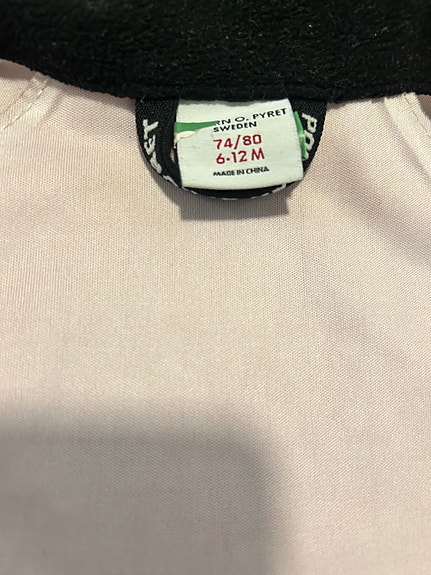 RN O. PYRET
SWEDEN
74/80
6-12 M
MADE IN CHINA